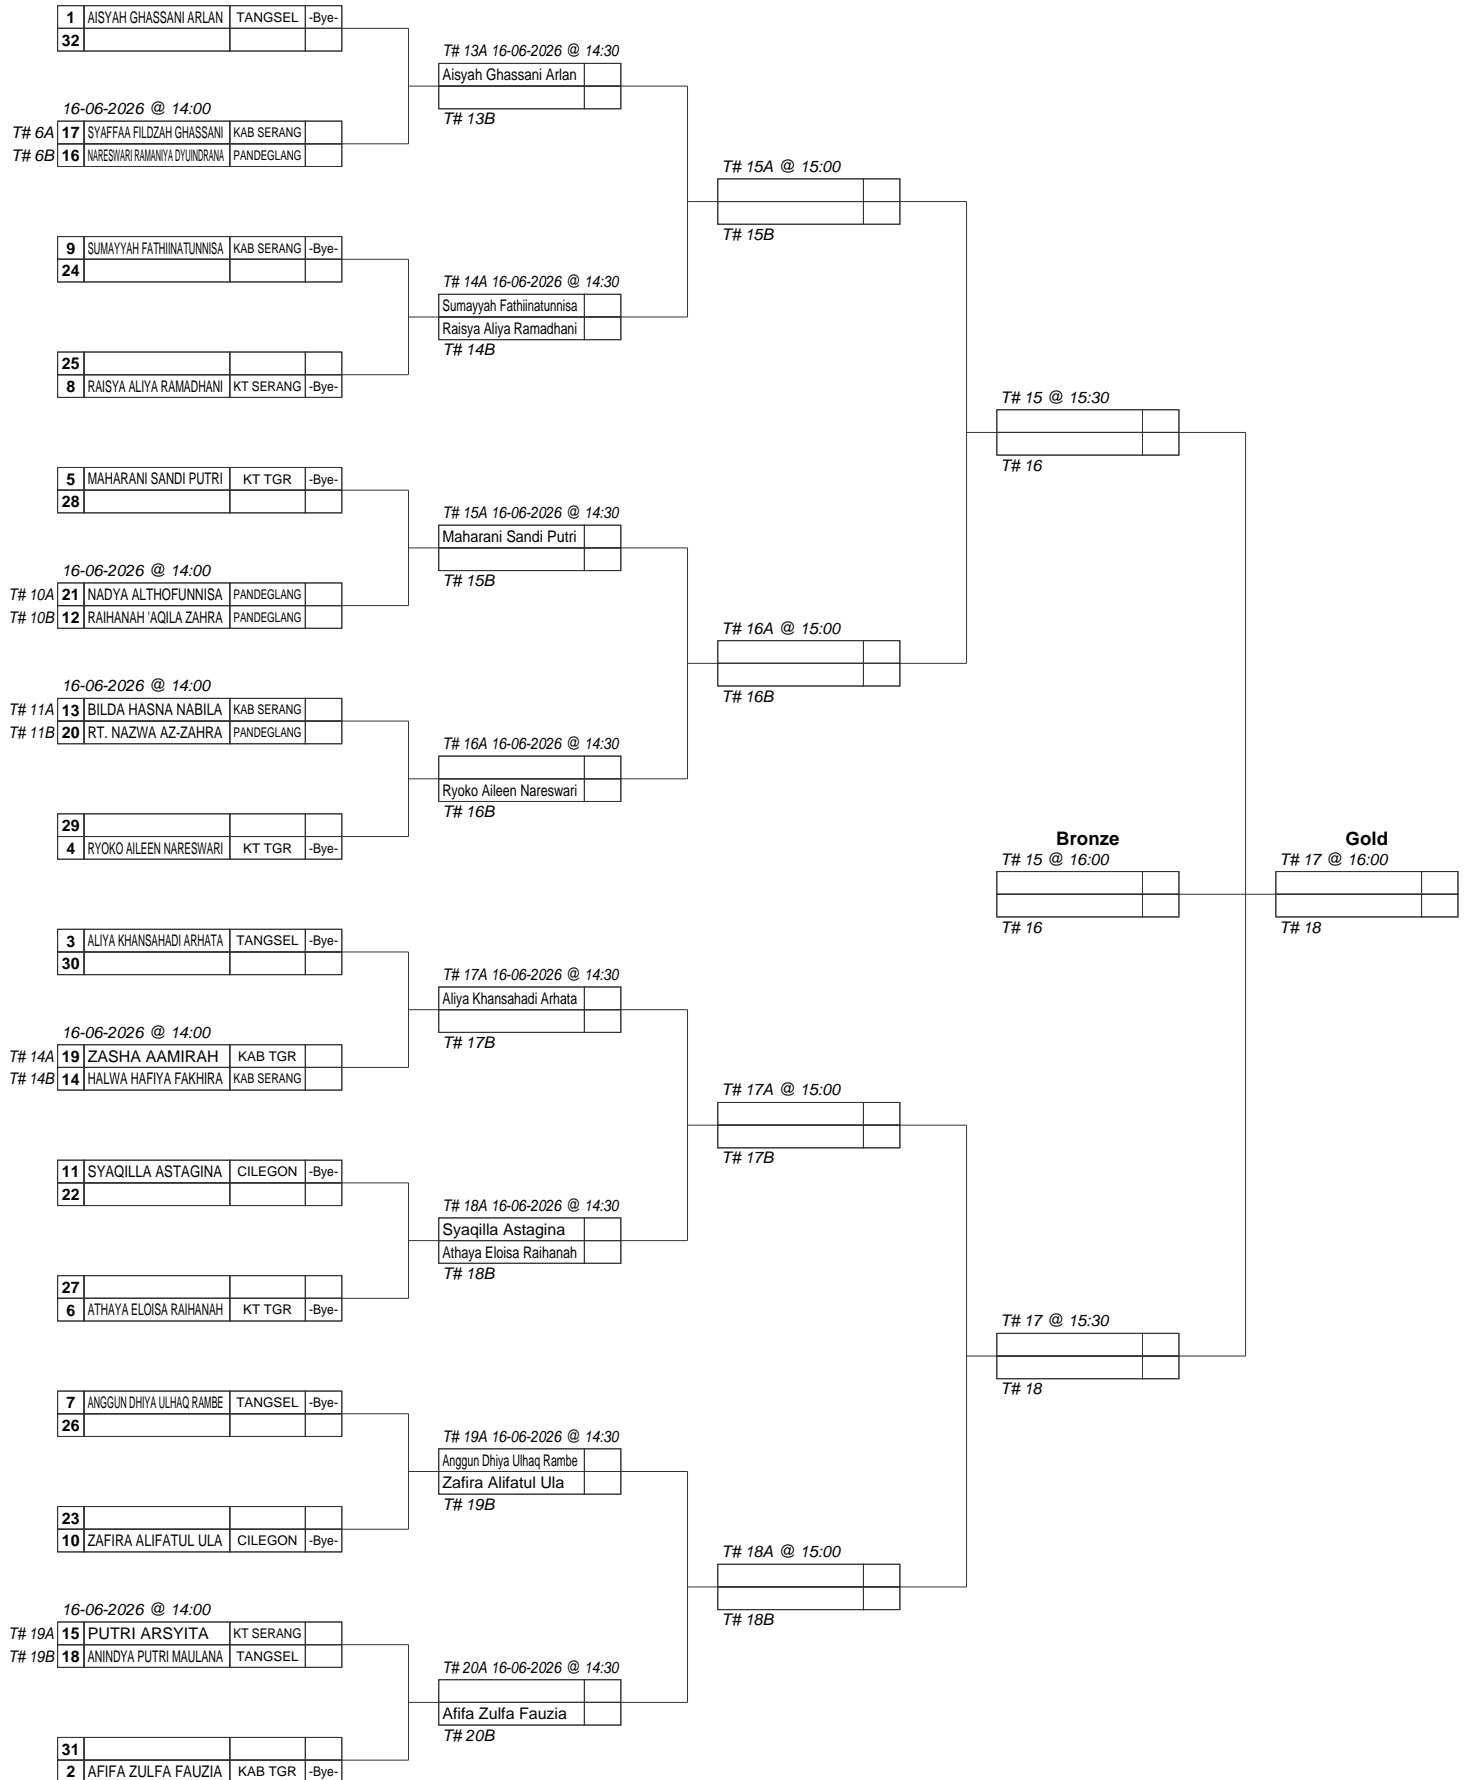 1 AISYAH GHASSANI ARLAN TANGSEL -Bye-
32
T# 13A 16-06-2026 @ 14:30
Aisyah Ghassani Arlan
T# 13B
16-06-2026 @ 14:00
T# 6A 17 SYAFFAA FILDZAH GHASSANI KAB SERANG
T# 6B 16 NARESWARI RAMANIYA DYUINDRANA PANDEGLANG
T# 15A @ 15:00
T# 15B
9 SUMAYYAH FATHIINATUNNISA KAB SERANG -Bye-
24
T# 14A 16-06-2026 @ 14:30
Sumayyah Fathiinatunnisa
Raisya Aliya Ramadhani
T# 14B
25
8 RAISYA ALIYA RAMADHANI KT SERANG -Bye-
T# 15 @ 15:30
T# 16
5 MAHARANI SANDI PUTRI KT TGR -Bye-
28
T# 15A 16-06-2026 @ 14:30
Maharani Sandi Putri
T# 15B
16-06-2026 @ 14:00
T# 10A 21 NADYA ALTHOFUNNISA PANDEGLANG
T# 10B 12 RAIHANAH 'AQILA ZAHRA PANDEGLANG
T# 16A @ 15:00
T# 16B
16-06-2026 @ 14:00
T# 11A 13 BILDA HASNA NABILA KAB SERANG
T# 11B 20 RT. NAZWA AZ-ZAHRA PANDEGLANG
T# 16A 16-06-2026 @ 14:30
Ryoko Aileen Nareswari
T# 16B
29
4 RYOKO AILEEN NARESWARI KT TGR -Bye-
Bronze
T# 15 @ 16:00
T# 16
Gold
T# 17 @ 16:00
T# 18
3 ALIYA KHANSAHADI ARHATA TANGSEL -Bye-
30
T# 17A 16-06-2026 @ 14:30
Aliya Khansahadi Arhata
T# 17B
16-06-2026 @ 14:00
T# 14A 19 ZASHA AAMIRAH KAB TGR
T# 14B 14 HALWA HAFIYA FAKHIRA KAB SERANG
T# 17A @ 15:00
T# 17B
11 SYAQILLA ASTAGINA CILEGON -Bye-
22
T# 18A 16-06-2026 @ 14:30
Syaqilla Astagina
Athaya Eloisa Raihanah
T# 18B
27
6 ATHAYA ELOISA RAIHANAH KT TGR -Bye-
T# 17 @ 15:30
T# 18
7 ANGGUN DHIYA ULHAQ RAMBE TANGSEL -Bye-
26
T# 19A 16-06-2026 @ 14:30
Anggun Dhiya Ulhaq Rambe
Zafira Alifatul Ula
T# 19B
23
10 ZAFIRA ALIFATUL ULA CILEGON -Bye-
T# 18A @ 15:00
T# 18B
16-06-2026 @ 14:00
T# 19A 15 PUTRI ARSYITA KT SERANG
T# 19B 18 ANINDYA PUTRI MAULANA TANGSEL
T# 20A 16-06-2026 @ 14:30
Afifa Zulfa Fauzia
T# 20B
31
2 AFIFA ZULFA FAUZIA KAB TGR -Bye-